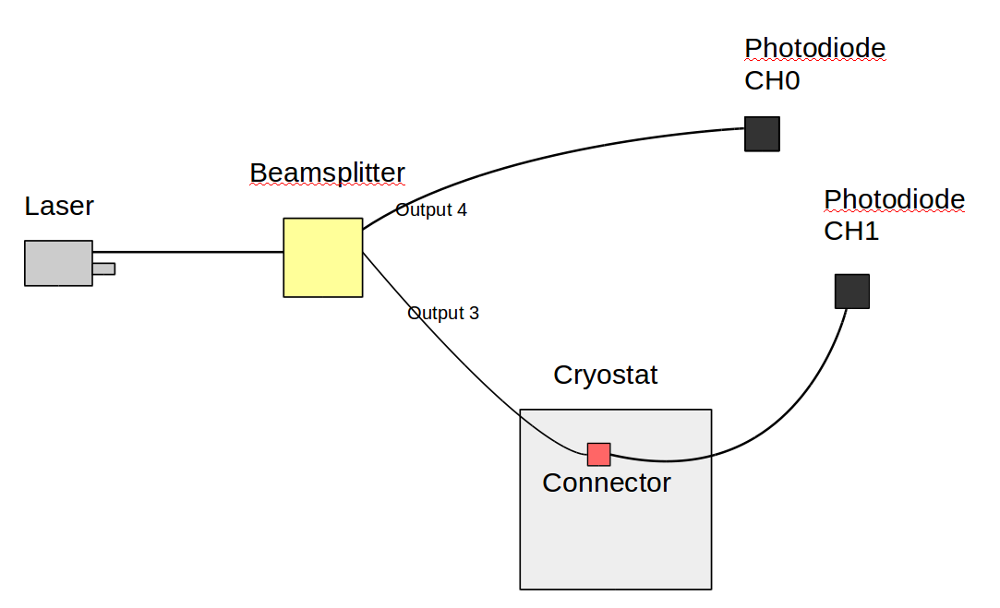 Photodiode
CH0
Beamsplitter
Laser
Output 4
Photodiode
CH1
Output 3
Cryostat
Connector